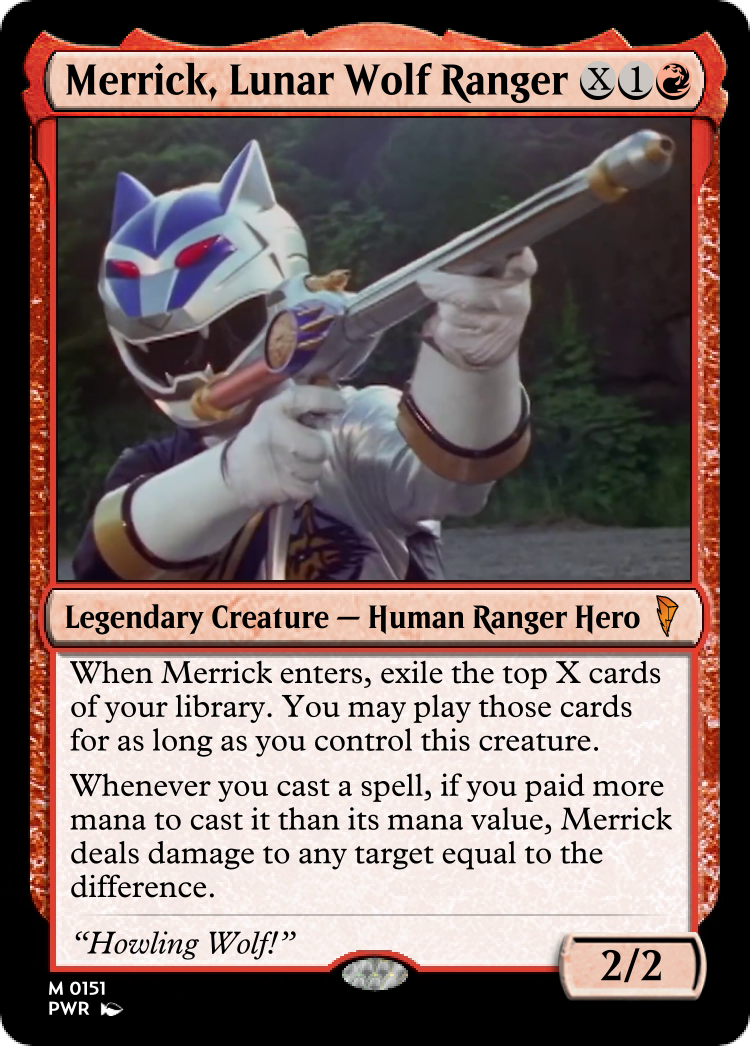 Merrick, Lunar Wolf Ranger X 1
Legendary Creature — Human Ranger Hero
When Merrick enters, exile the top X cards
of your library. You may play those cards
for as long as you control this creature.
Whenever you cast a spell, if you paid more
mana to cast it than its mana value, Merrick
deals damage to any target equal to the
difference.
“Howling Wolf!”
2/2
M 0151
PWR